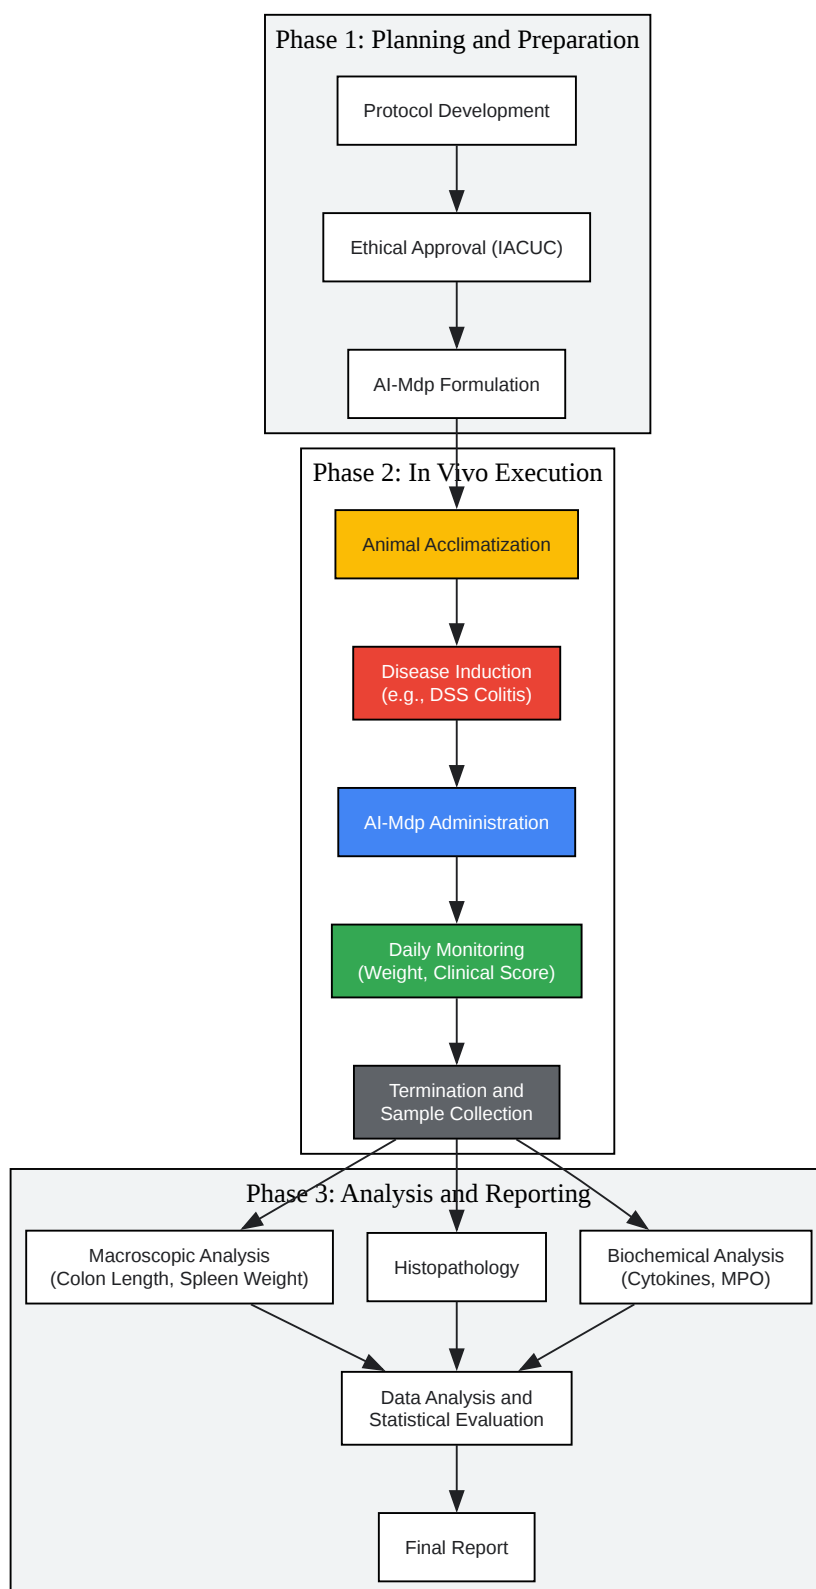 Phase 1: Planning and Preparation
Protocol Development
Ethical Approval (IACUC)
AI-Mdp Formulation
Phase 2: In Vivo Execution
Animal Acclimatization
Disease Induction
(e.g., DSS Colitis)
AI-Mdp Administration
Daily Monitoring
(Weight, Clinical Score)
Termination and
Sample Collection
Phase 3: Analysis and Reporting
Macroscopic Analysis
(Colon Length, Spleen Weight)
Histopathology
Biochemical Analysis
(Cytokines, MPO)
Data Analysis and
Statistical Evaluation
Final Report